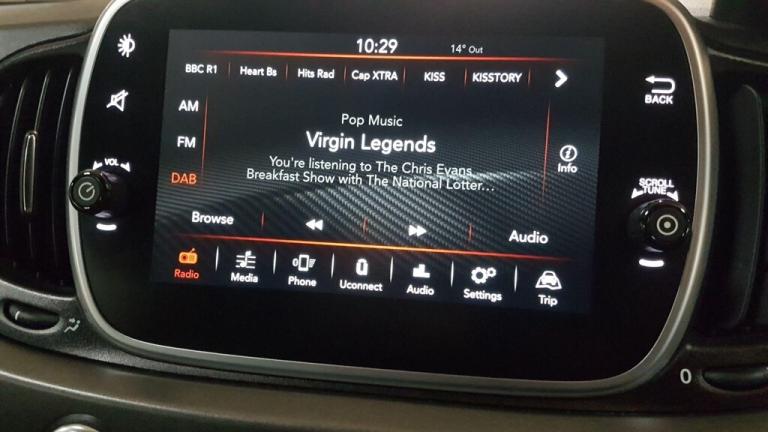 10:29
14° Out
BBC R1
Heart Bs
Hits Rad
Cap XTRA
KISS
KISSTORY
BACK
AM
FM
DAB
VOL
Pop Music
Virgin Legends
You're listening to The Chris Evans
Breakfast Show with The National Lotter...
Info
SCROLL
TUNE
Browse
Audio
Radio
Media
Phone
Uconnect
Audio
Settings
Trip
0